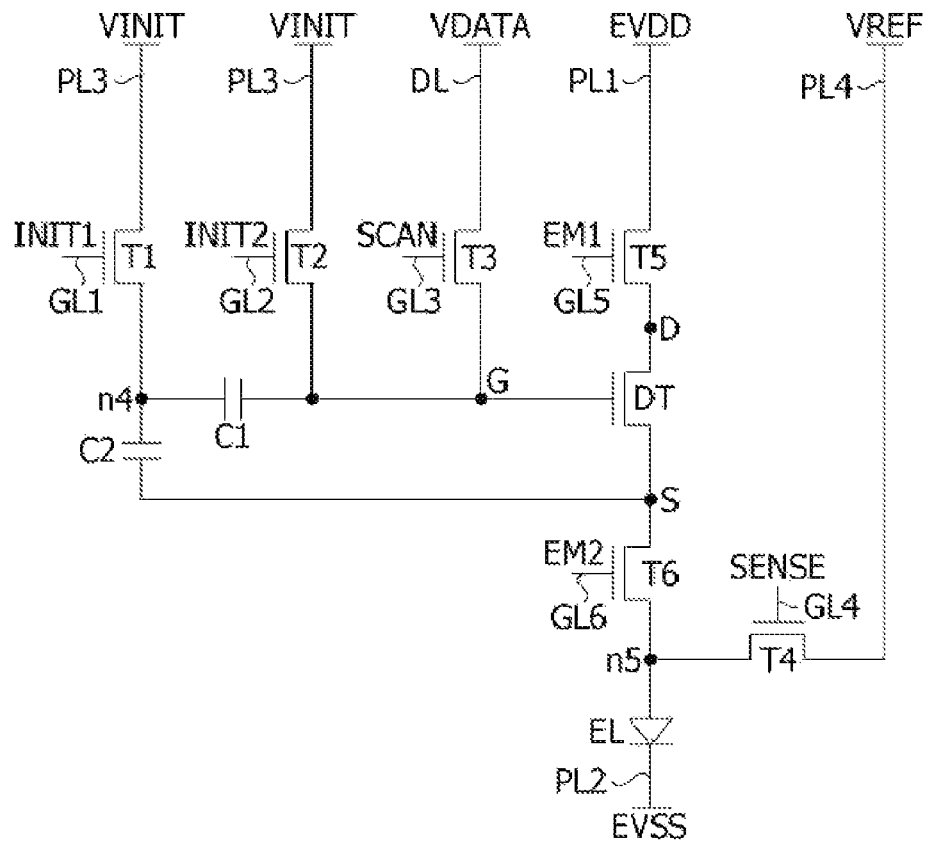 VINIT VINIT VDATA EVDD VREF
PL3 PL3 DL PL1 PL4
INIT1 T1 INIT2 T2 SCAN T3 EM1 T5
GL1 GL2 GL3 GL5
D
n4 C1 G DT
C2
S
EM2 T6 SENSE
GL6 GL4
n5 T4
EL
PL2
EVSS